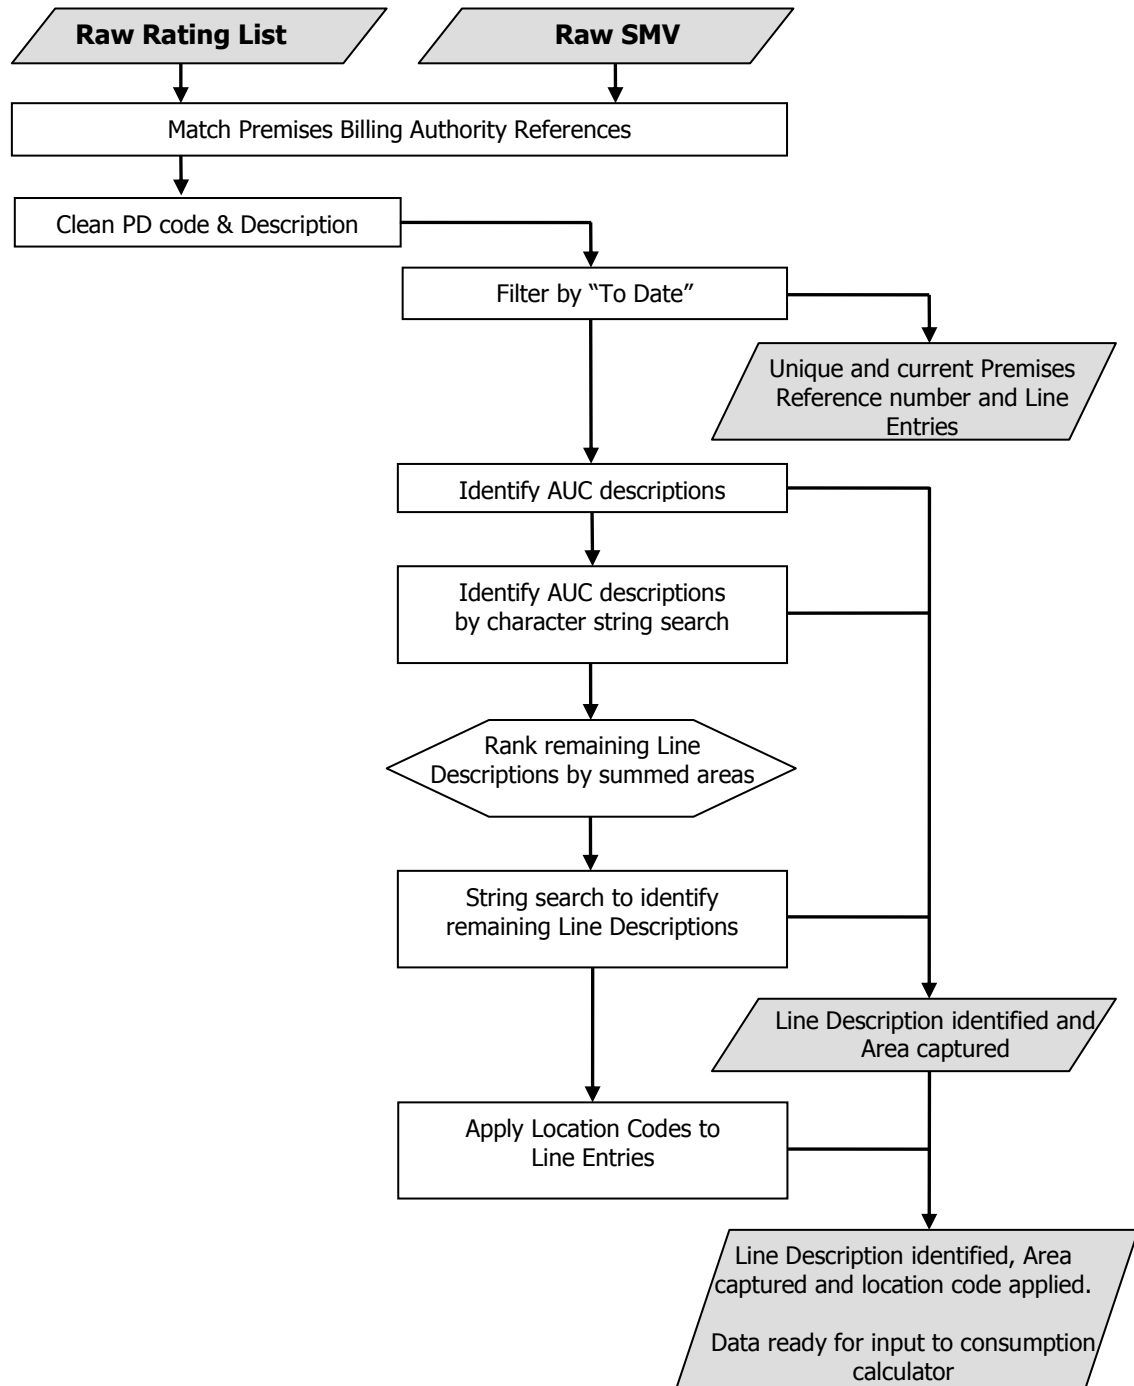 Raw Rating List
Raw SMV
Match Premises Billing Authority References
Clean PD code & Description
Filter by “To Date”
Unique and current Premises
Reference number and Line
Entries
Identify AUC descriptions
Identify AUC descriptions
by character string search
Rank remaining Line
Descriptions by summed areas
String search to identify
remaining Line Descriptions
Line Description identified and
Area captured
Apply Location Codes to
Line Entries
Line Description identified, Area
captured and location code applied.
Data ready for input to consumption
calculator